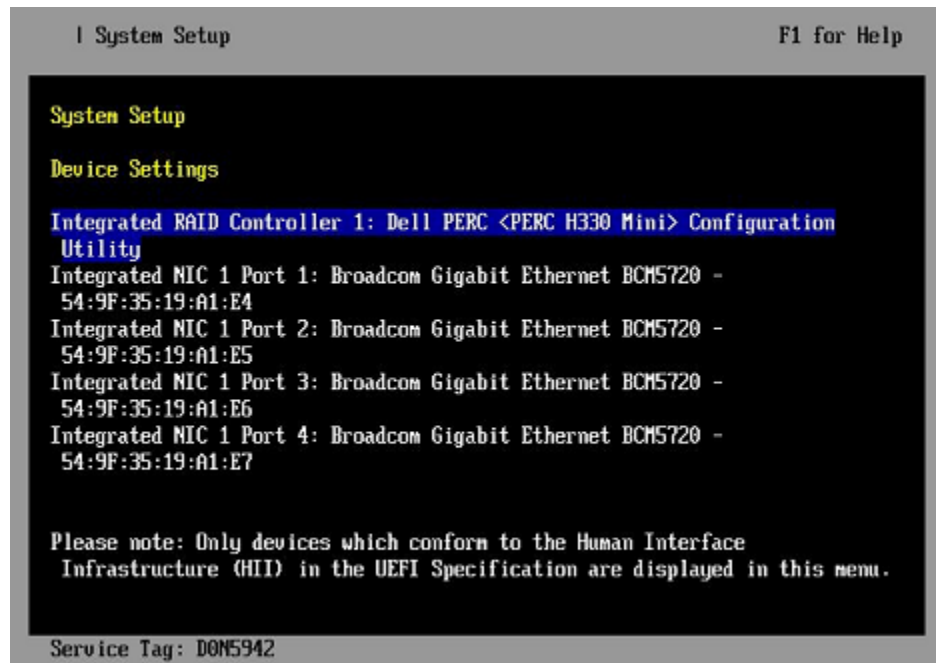 | System Setup
F1 for Help
System Setup
Device Settings
Integrated RAID Controller 1: Dell PERC <PERC H330 Mini> Configuration
Utility
Integrated NIC 1 Port 1: Broadcom Gigabit Ethernet BCM5720 -
54:9F:35:19:A1:E4
Integrated NIC 1 Port 2: Broadcom Gigabit Ethernet BCM5720 -
54:9F:35:19:A1:E5
Integrated NIC 1 Port 3: Broadcom Gigabit Ethernet BCM5720 -
54:9F:35:19:A1:E6
Integrated NIC 1 Port 4: Broadcom Gigabit Ethernet BCM5720 -
54:9F:35:19:A1:E7
Please note: Only devices which conform to the Human Interface
Infrastructure (HII) in the UEFI Specification are displayed in this menu.
Service Tag: D0N5942